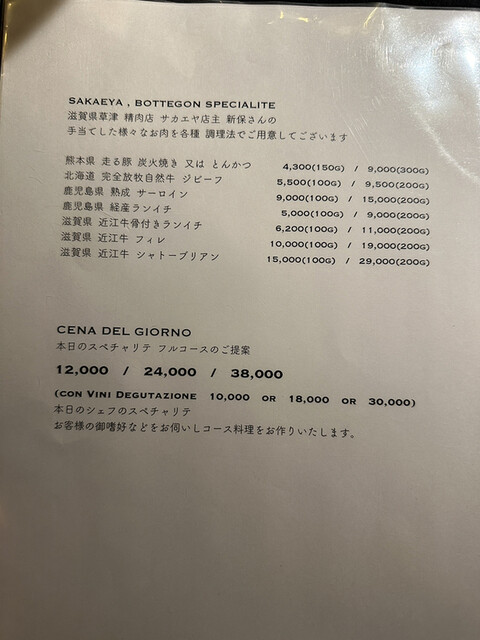 SAKAEYA , BOTTEGON SPECIALITE
滋賀県草津 精肉店 サカエヤ店主 新保さんの
手当てした様々なお肉を各種 調理法でご用意してございます
熊本県 走る豚 炭火焼き 又は とんかつ 4,300(150G) / 9,000(300G)
北海道 完全放牧自然牛 ジビーフ 5,500(100G) / 9,500(200G)
鹿児島県 熟成 サーロイン 9,000(100G) / 15,000(200G)
鹿児島県 経産ランイチ 5,000(100G) / 9,000(200G)
滋賀県 近江牛骨付きランイチ 6,200(100G) / 11,000(200G)
滋賀県 近江牛 フィレ 10,000(100G) / 19,000(200G)
滋賀県 近江牛 シャトーブリアン 15,000(100G) / 29,000(200G)
CENA DEL GIORNO
本日のスペチャリテ フルコースのご提案
12,000 / 24,000 / 38,000
(CON VINI DEGUTAZIONE 10,000 OR 18,000 OR 30,000)
本日のシェフのスペチャリテ
お客様の御嗜好などをお伺いしコース料理をお作りいたします。